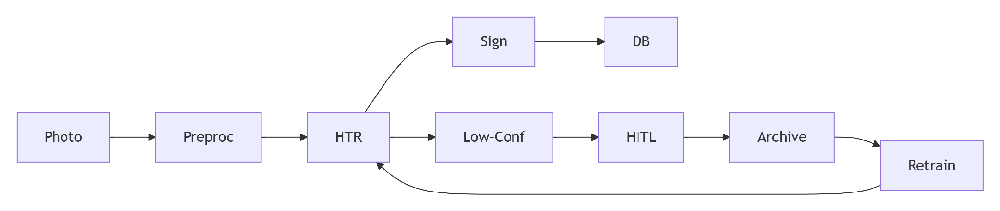 Sign
DB
Photo
Preproc
HTR
Low-Conf
HITL
Archive
Retrain